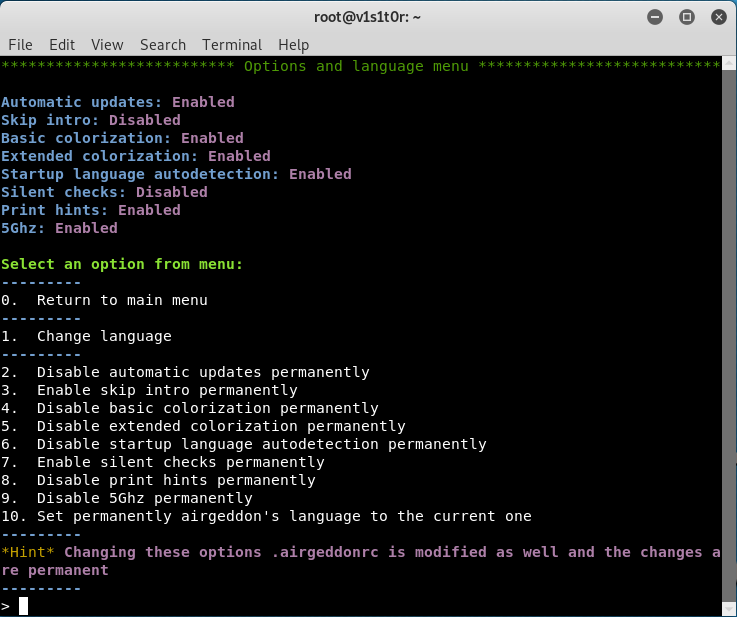 root@v1s1t0r: ~
File Edit View Search Terminal Help
************************** Options and language menu ***************************
Automatic updates: Enabled
Skip intro: Disabled
Basic colorization: Enabled
Extended colorization: Enabled
Startup language autodetection: Enabled
Silent checks: Disabled
Print hints: Enabled
5Ghz: Enabled
Select an option from menu:
---------
0.  Return to main menu
---------
1.  Change language
---------
2.  Disable automatic updates permanently
3.  Enable skip intro permanently
4.  Disable basic colorization permanently
5.  Disable extended colorization permanently
6.  Disable startup language autodetection permanently
7.  Enable silent checks permanently
8.  Disable print hints permanently
9.  Disable 5Ghz permanently
10. Set permanently airgeddon's language to the current one
---------
*Hint* Changing these options .airgeddonrc is modified as well and the changes a
re permanent
---------
>